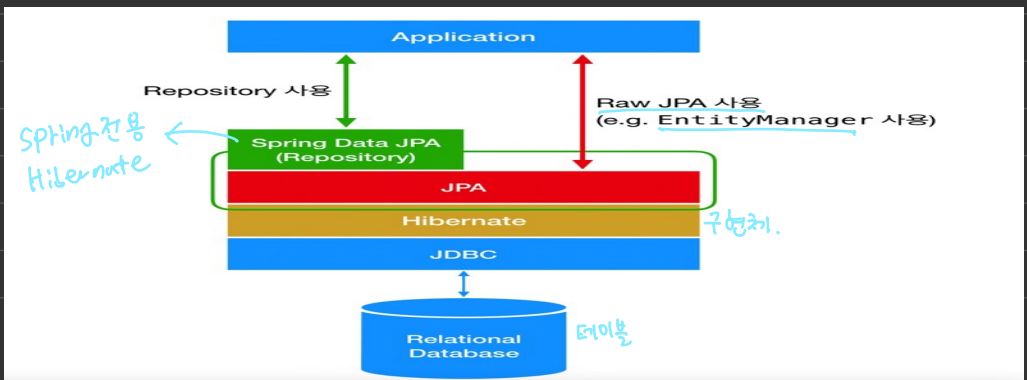 Application
Repository 사용
Raw JPA 사용
(e.g. EntityManager 사용)
Spring전용
Hibernate
Spring Data JPA
(Repository)
JPA
Hibernate
구현체.
JDBC
테이블
Relational
Database